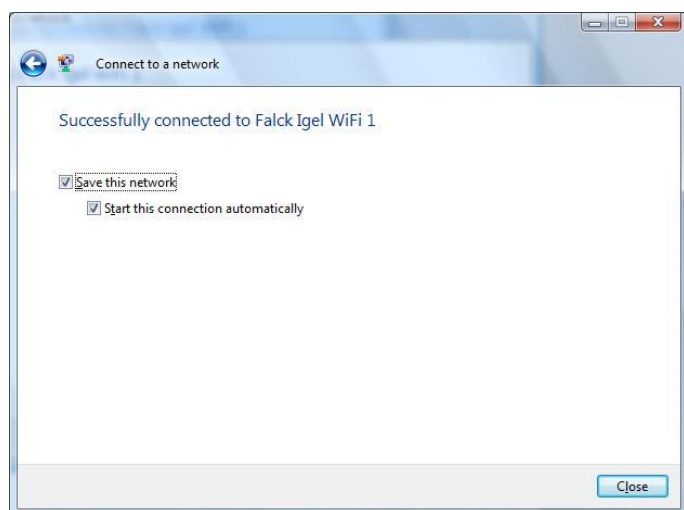 Connect to a network
Successfully connected to Falck Igel WiFi 1
Save this network
Start this connection automatically
Close